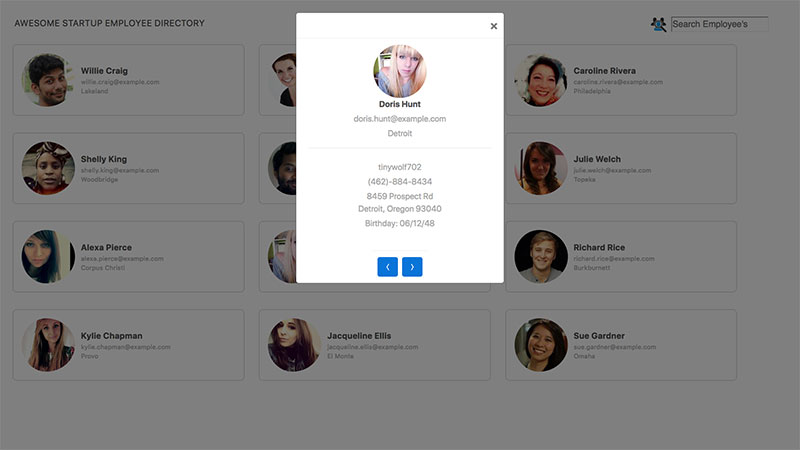 AWESOME STARTUP EMPLOYEE DIRECTORY
Search Employee's
×
Doris Hunt
doris.hunt@example.com
Detroit
tinywolf702
(462)-884-8434
8459 Prospect Rd
Detroit, Oregon 93040
Birthday: 06/12/48
Willie Craig
willie.craig@example.com
Lakeland
Caroline Rivera
caroline.rivera@example.com
Philadelphia
Shelly King
shelly.king@example.com
Woodbridge
Julie Welch
julie.welch@example.com
Topeka
Alexa Pierce
alexa.pierce@example.com
Corpus Christi
Richard Rice
richard.rice@example.com
Burkburnett
Kylie Chapman
kylie.chapman@example.com
Provo
Jacqueline Ellis
jacqueline.ellis@example.com
El Monte
Sue Gardner
sue.gardner@example.com
Omaha